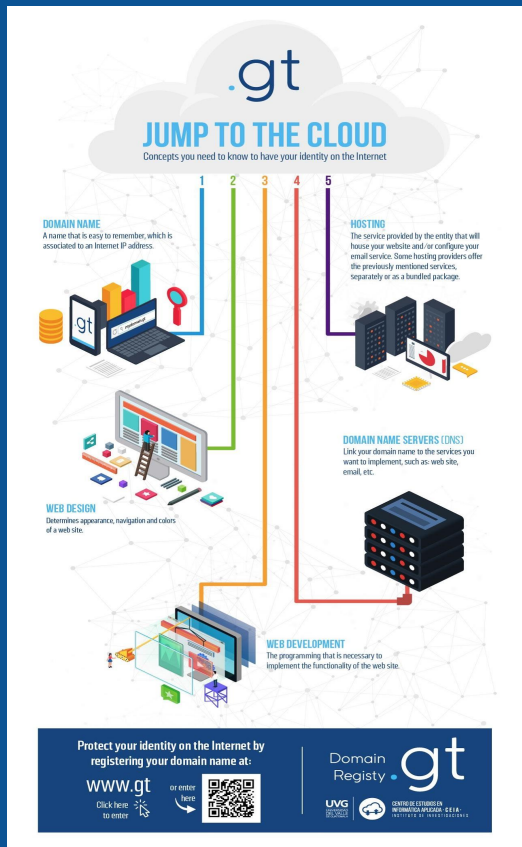 .gt
JUMP TO THE CLOUD
Concepts you need to know to have your identity on the Internet
1 2 3 4 5
DOMAIN NAME
A name that is easy to remember, which is
associated to an Internet IP address.
.gt
mydomain.gt
HOSTING
The service provided by the entity that will
house your website and/or configure your
email service. Some hosting providers offer
the previously mentioned services,
separately or as a bundled package.
WEB DESIGN
Determines appearance, navigation and colors
of a web site.
DOMAIN NAME SERVERS (DNS)
Link your domain name to the services you
want to implement, such as: web site,
email, etc.
WEB DEVELOPMENT
The programming that is necessary to
implement the functionality of the web site.
Protect your identity on the Internet by
registering your domain name at:
www.gt
Click here
to enter
or enter
here
Domain
Registy
.gt
UVG
UNIVERSIDAD
DEL VALLE
DE GUATEMALA
CENTRO DE ESTUDIOS EN
INFORMÁTICA APLICADA - CEIA -
INSTITUTO DE INVESTIGACIONES